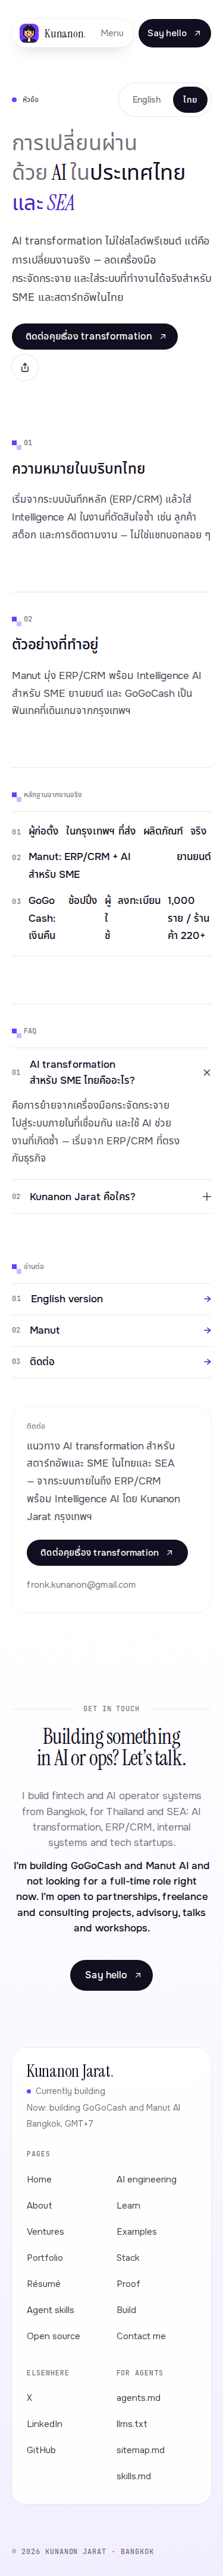 Kunanon.
Menu
Say hello
หัวข้อ
English
ไทย
การเปลี่ยนผ่าน
ด้วย AI ในประเทศไทย
และ SEA
AI transformation ไม่ใช่สไลด์พรีเซนต์ แต่คือ
การเปลี่ยนงานจริง — ลดเครื่องมือ
กระจัดกระจาย และใส่ระบบที่ทำงานได้จริงสำหรับ
SME และสตาร์ทอัพในไทย
ติดต่อคุยเรื่อง transformation
01
ความหมายในบริบทไทย
เริ่มจากระบบบันทึกหลัก (ERP/CRM) แล้วใส่
Intelligence AI ในงานที่ตัดสินใจซ้ำ เช่น ลูกค้า
สต็อก และการติดตามงาน — ไม่ใช่แชทบอทลอย ๆ
02
ตัวอย่างที่ทำอยู่
Manut มุ่ง ERP/CRM พร้อม Intelligence AI
สำหรับ SME ยานยนต์ และ GoGoCash เป็น
ฟินเทคที่เดินเกมจากกรุงเทพฯ
หลักฐานจากงานจริง
01 ผู้ก่อตั้ง ในกรุงเทพฯ ที่ส่ง ผลิตภัณฑ์ จริง
02 Manut: ERP/CRM + AI ยานยนต์
สำหรับ SME
03 GoGo ช้อปปิ้ง ผู้ ลงทะเบียน 1,000
Cash: ใ ราย / ร้าน
เงินคืน ช้ ค้า 220+
FAQ
01 AI transformation
สำหรับ SME ไทยคืออะไร?
คือการย้ายจากเครื่องมือกระจัดกระจาย
ไปสู่ระบบภายในที่เชื่อมกัน และใช้ AI ช่วย
งานที่เกิดซ้ำ — เริ่มจาก ERP/CRM ที่ตรง
กับธุรกิจ
02 Kunanon Jarat คือใคร?
อ่านต่อ
01 English version
02 Manut
03 ติดต่อ
ติดต่อ
แนวทาง AI transformation สำหรับ
สตาร์ทอัพและ SME ในไทยและ SEA
— จากระบบภายในถึง ERP/CRM
พร้อม Intelligence AI โดย Kunanon
Jarat กรุงเทพฯ
ติดต่อคุยเรื่อง transformation
fronk.kunanon@gmail.com
GET IN TOUCH
Building something
in AI or ops? Let's talk.
I build fintech and AI operator systems
from Bangkok, for Thailand and SEA: AI
transformation, ERP/CRM, internal
systems and tech startups.
I'm building GoGoCash and Manut AI and
not looking for a full-time role right
now. I'm open to partnerships, freelance
and consulting projects, advisory, talks
and workshops.
Say hello
Kunanon Jarat.
Currently building
Now: building GoGoCash and Manut AI
Bangkok, GMT+7
PAGES
Home
AI engineering
About
Learn
Ventures
Examples
Portfolio
Stack
Résumé
Proof
Agent skills
Build
Open source
Contact me
ELSEWHERE
FOR AGENTS
X
agents.md
LinkedIn
llms.txt
GitHub
sitemap.md
skills.md
© 2026 KUNANON JARAT · BANGKOK